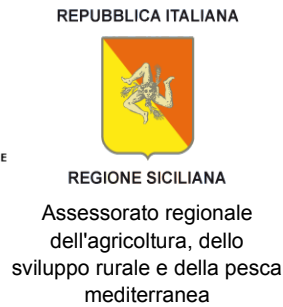 REPUBBLICA ITALIANA
E
REGIONE SICILIANA
Assessorato regionale
dell'agricoltura, dello
sviluppo rurale e della pesca
mediterranea